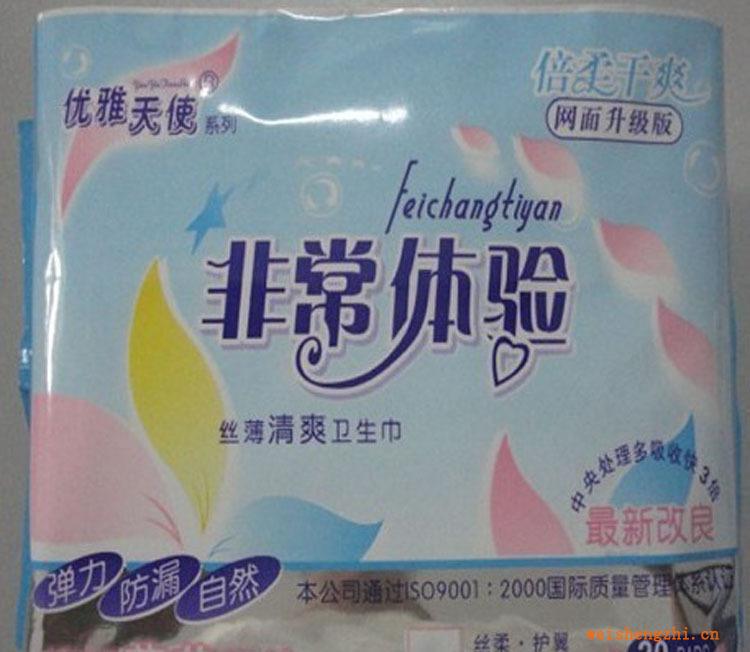 YouYaTianShi
优雅天使®系列
倍柔干爽
网面升级版
Feichangtiyan
非常体验
丝薄清爽卫生巾
中央处理多吸收快3倍
最新改良
弹力 防漏 自然
本公司通过ISO9001：2000国际质量管理体系认证
丝柔·护翼
20 PADS
weishengzhi.cn